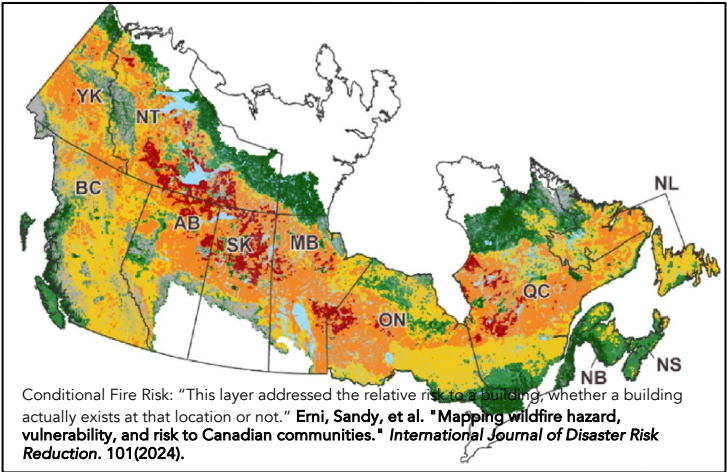 YK
NT
NL
BC
AB
SK
MB
QC
ON
NS
NB
Conditional Fire Risk: “This layer addressed the relative risk to a building, whether a building
actually exists at that location or not.” Erni, Sandy, et al. "Mapping wildfire hazard,
vulnerability, and risk to Canadian communities." International Journal of Disaster Risk
Reduction. 101(2024).